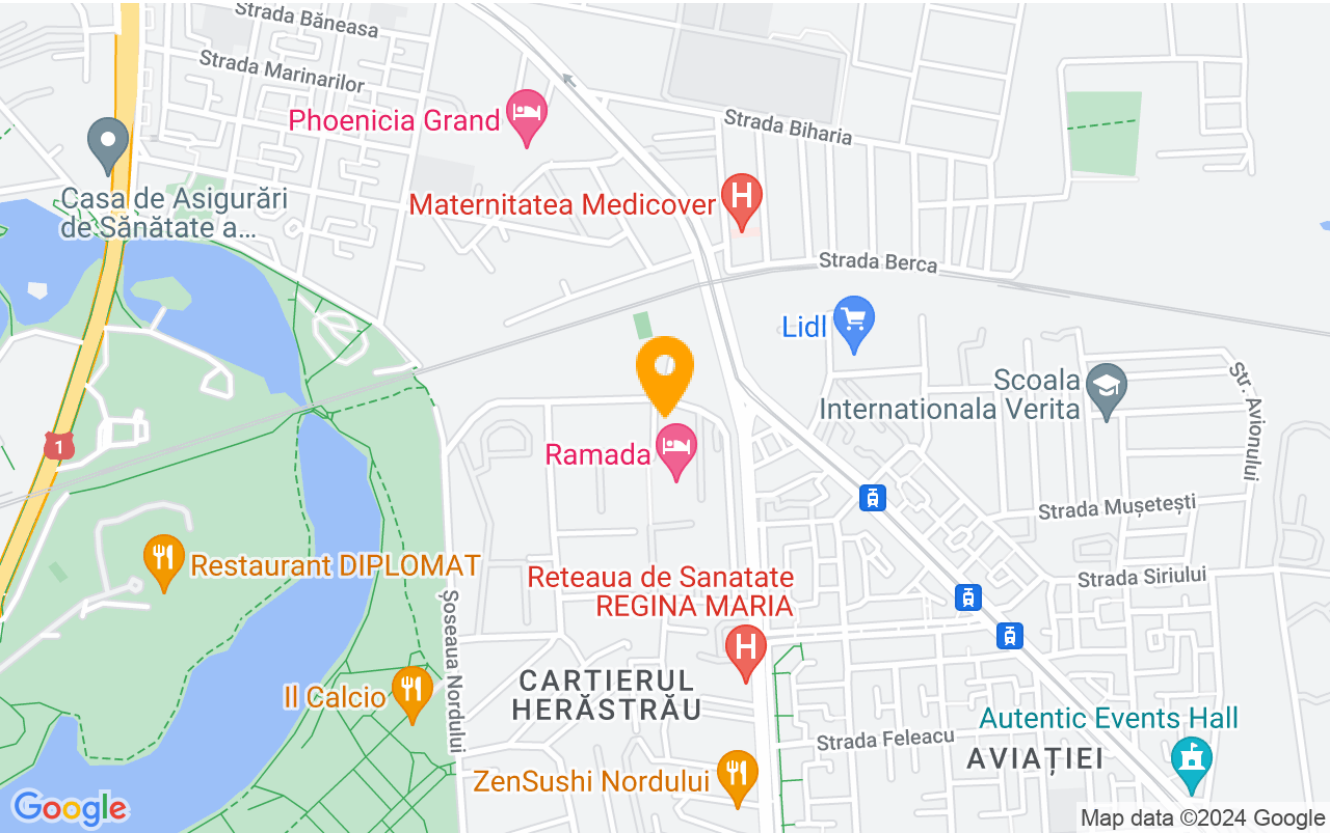 Strada Băneasa
Strada Marinarilor
Phoenicia Grand
Strada Biharia
Casa de Asigurări
de Sănătate a...
Maternitatea Medicover
H
Strada Berca
Lidl
Scoala
Internationala Verita
Str. Avionului
1
Ramada
Strada Mușetești
Restaurant DIPLOMAT
Reteaua de Sanatate
REGINA MARIA
H
Strada Siriului
Șoseaua Nordului
Il Calcio
CARTIERUL
HERĂSTRĂU
Autentic Events Hall
Strada Feleacu
AVIAȚIEI
ZenSushi Nordului
Google
Map data ©2024 Google